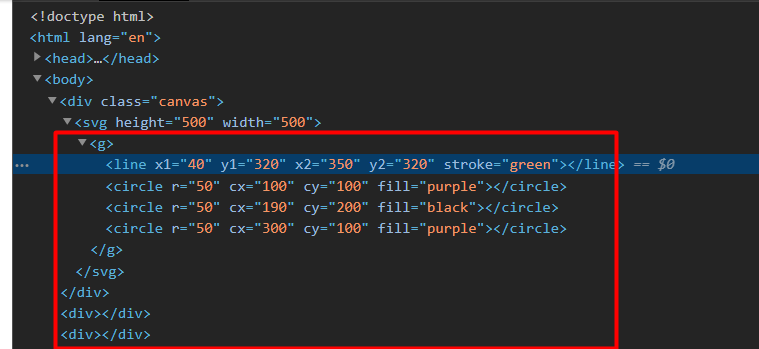 <!doctype html>
<html lang="en">
<head>…</head>
<body>
<div class="canvas">
<svg height="500" width="500">
<g>
<line x1="40" y1="320" x2="350" y2="320" stroke="green"></line> == $0
<circle r="50" cx="100" cy="100" fill="purple"></circle>
<circle r="50" cx="190" cy="200" fill="black"></circle>
<circle r="50" cx="300" cy="100" fill="purple"></circle>
</g>
</svg>
</div>
<div></div>
<div></div>